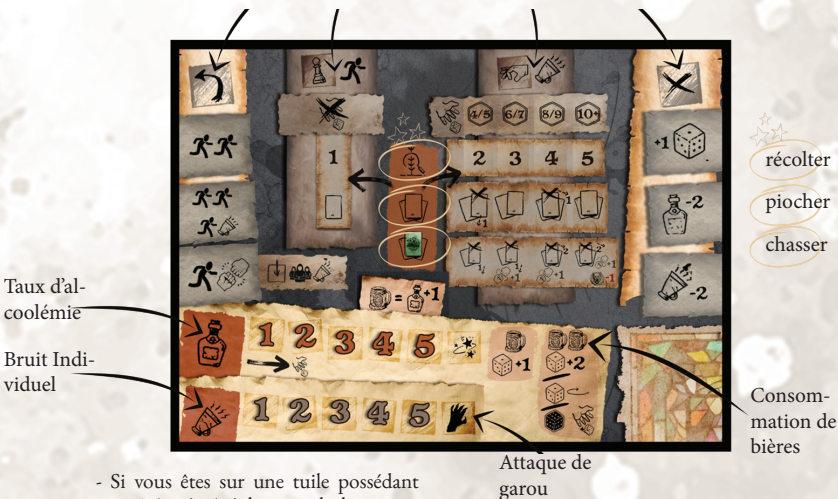 4/5 6/7 8/9 10+
+1
1 2 3 4 5
récolter
-2
piocher
chasser
-2
= +1
Taux d'al-
coolémie
1 2 3 4 5
+1 +2
Bruit Indi-
viduel
1 2 3 4 5
Consom-
mation de
bières
Attaque de
garou
- Si vous êtes sur une tuile possédant